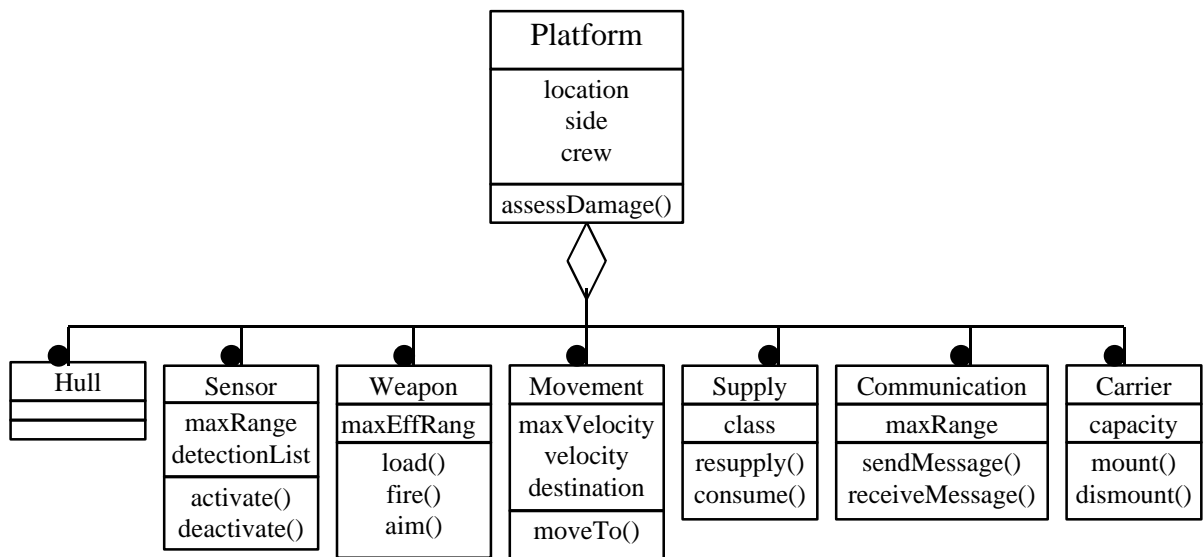 Platform
location
side
crew
assessDamage()
Hull
Sensor
maxRange
detectionList
activate()
deactivate()
Weapon
maxEffRang
load()
fire()
aim()
Movement
maxVelocity
velocity
destination
moveTo()
Supply
class
resupply()
consume()
Communication
maxRange
sendMessage()
receiveMessage()
Carrier
capacity
mount()
dismount()